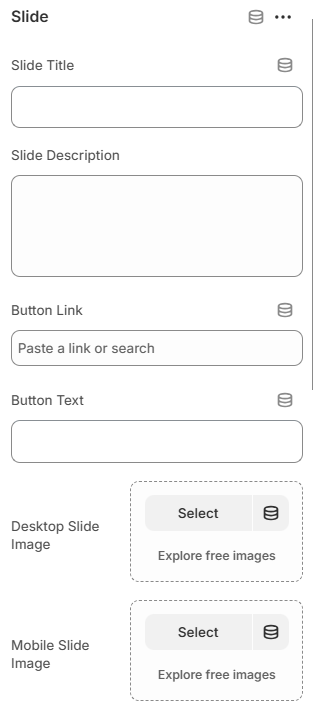 Slide
Slide Title
Slide Description
Button Link
Paste a link or search
Button Text
Desktop Slide
Image
Select
Explore free images
Mobile Slide
Image
Select
Explore free images